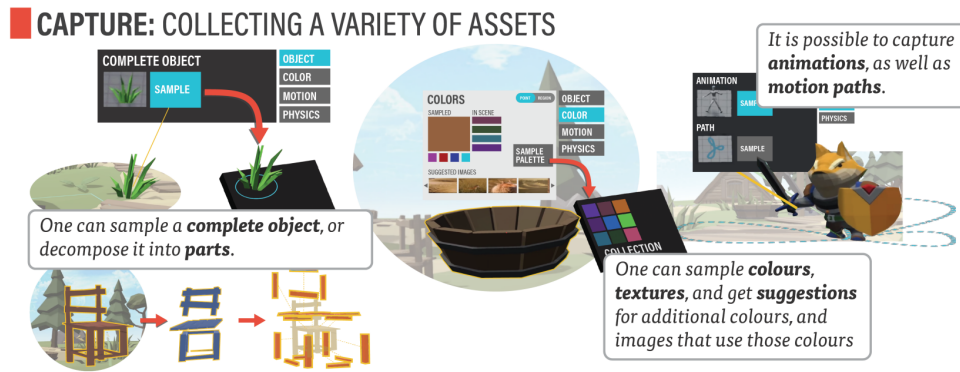 CAPTURE: COLLECTING A VARIETY OF ASSETS
COMPLETE OBJECT
SAMPLE
OBJECT
COLOR
MOTION
PHYSICS
One can sample a complete object, or
decompose it into parts.
COLORS
POINT REGION
SAMPLED
IN SCENE
OBJECT
COLOR
MOTION
PHYSICS
SAMPLE
PALETTE
SUGGESTED IMAGES
COLLECTION
One can sample colours,
textures, and get suggestions
for additional colours, and
images that use those colours
It is possible to capture
animations, as well as
motion paths.
ANIMATION
PATH
SAMPLE
PHYSICS